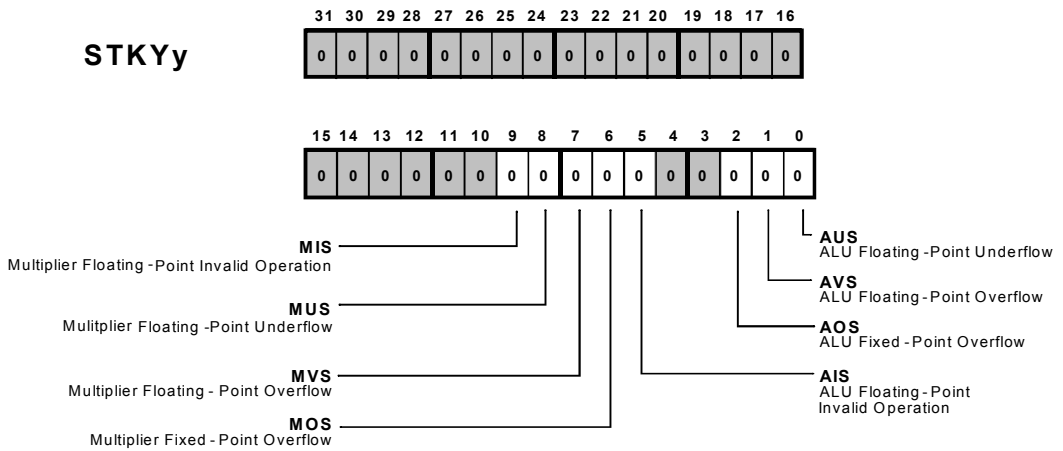 31 30 29 28 27 26 25 24 23 22 21 20 19 18 17 16
STKYy
0 0 0 0 0 0 0 0 0 0 0 0 0 0 0 0
15 14 13 12 11 10 9 8 7 6 5 4 3 2 1 0
0 0 0 0 0 0 0 0 0 0 0 0 0 0 0 0
MIS
Multiplier Floating -Point Invalid Operation
MUS
Mulitplier Floating -Point Underflow
MVS
Multiplier Floating - Point Overflow
MOS
Multiplier Fixed - Point Overflow
AUS
ALU Floating - Point Underflow
AVS
ALU Floating - Point Overflow
AOS
ALU Fixed - Point Overflow
AIS
ALU Floating - Point
Invalid Operation